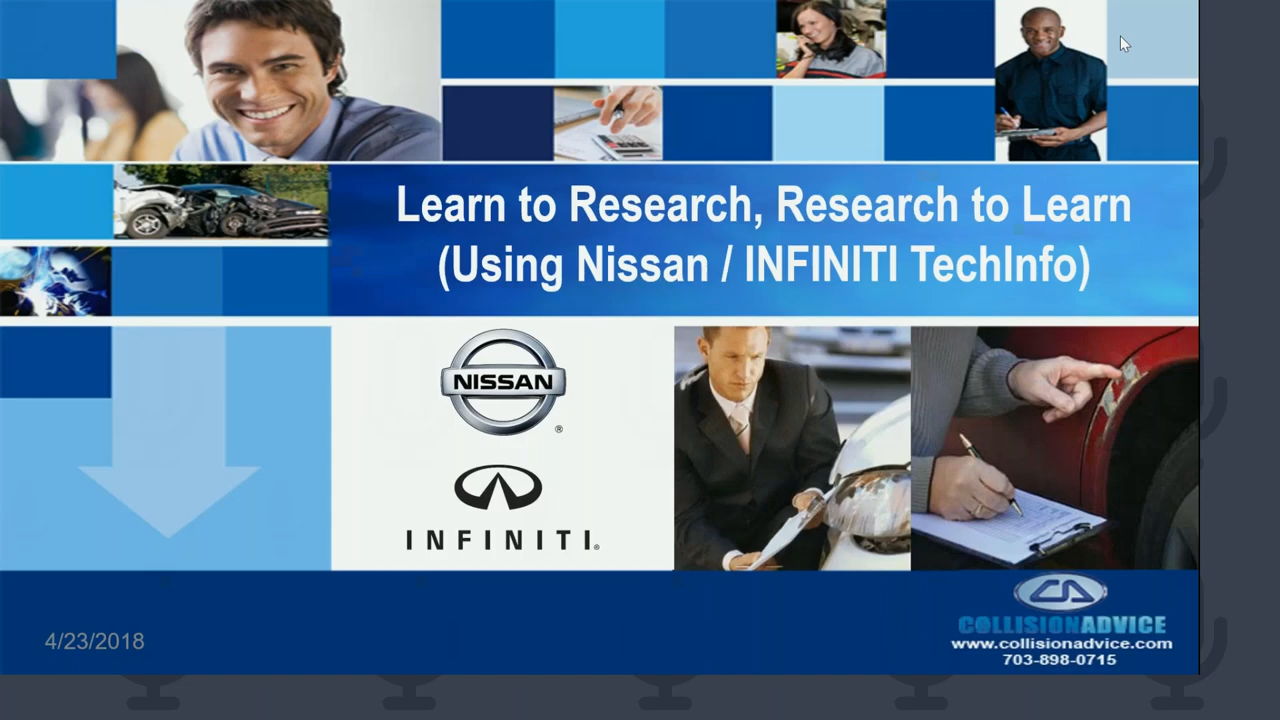 Learn to Research, Research to Learn
(Using Nissan / INFINITI TechInfo)
NISSAN
®
INFINITI®
4/23/2018
COLLISIONADVICE
www.collisionadvice.com
703-898-0715